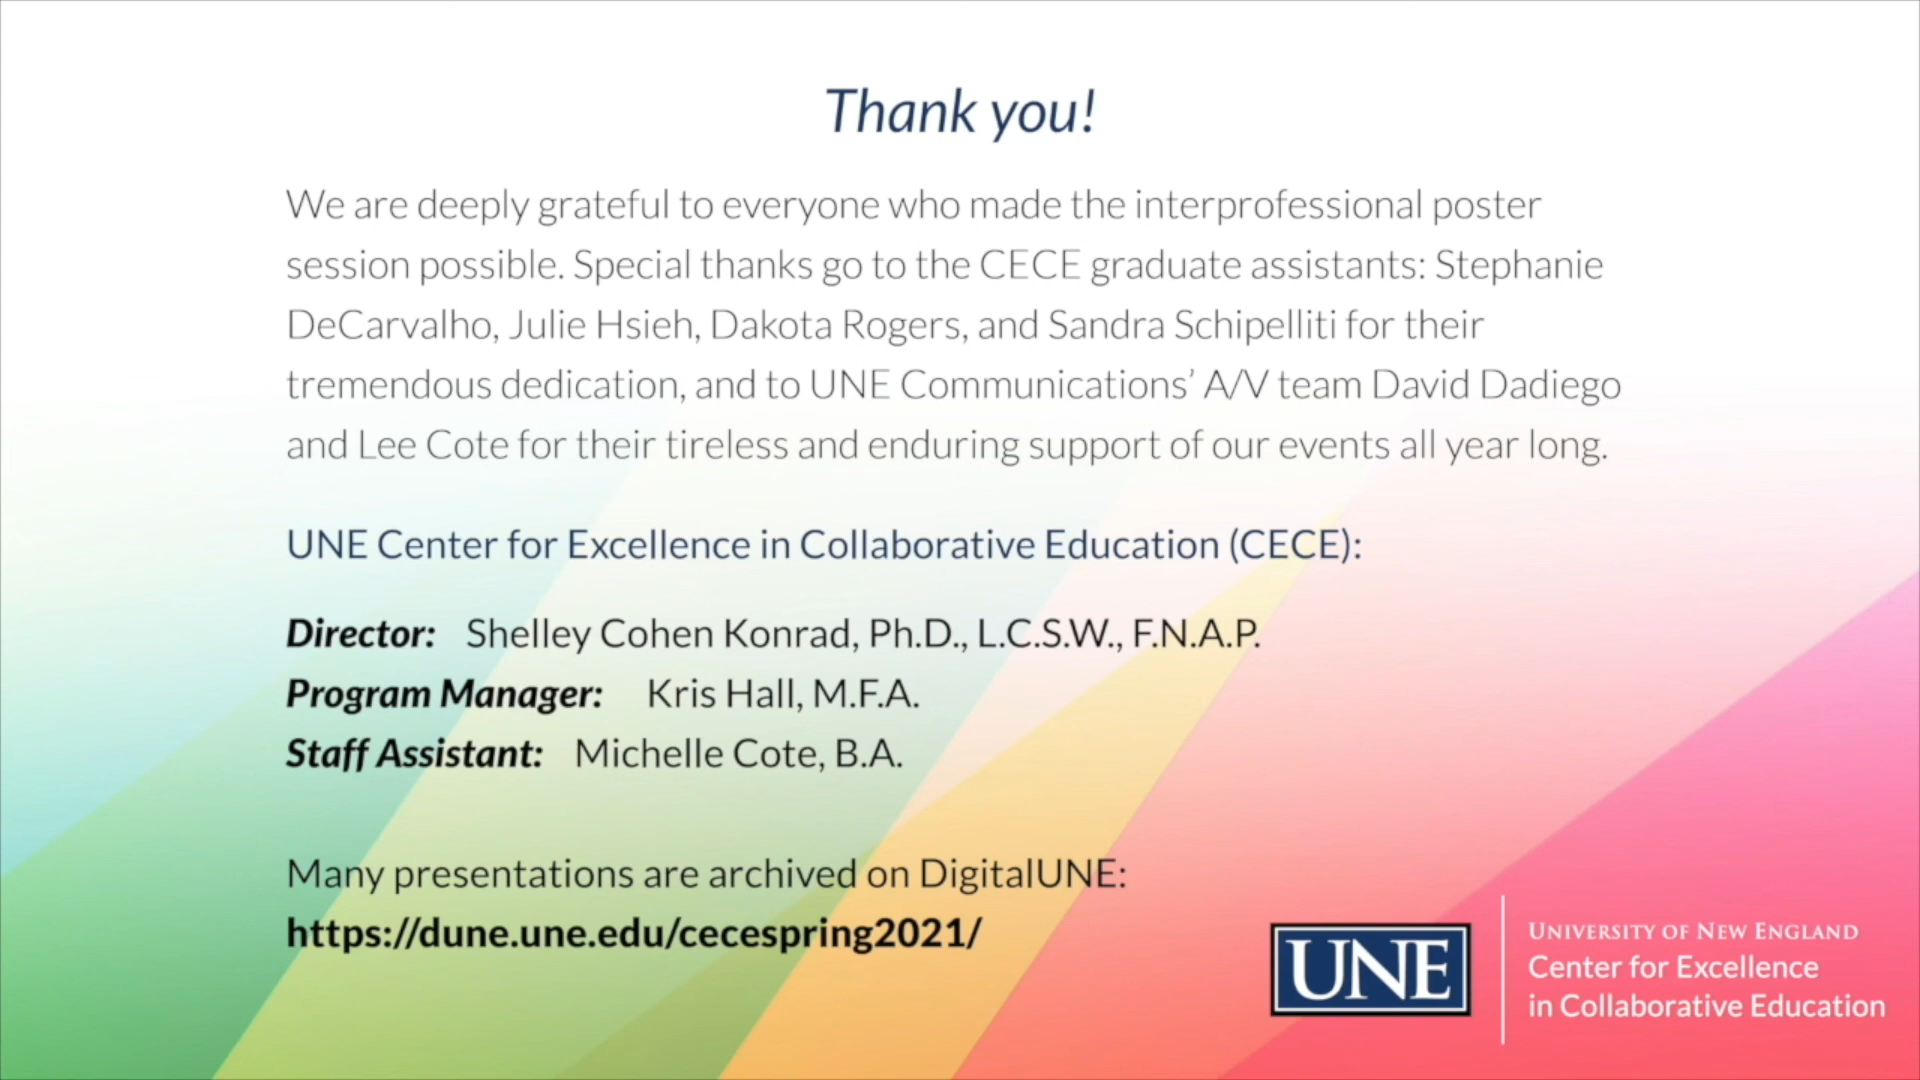 Thank you!
We are deeply grateful to everyone who made the interprofessional poster
session possible. Special thanks go to the CECE graduate assistants: Stephanie
DeCarvalho, Julie Hsieh, Dakota Rogers, and Sandra Schipelliti for their
tremendous dedication, and to UNE Communications’ A/V team David Dadiego
and Lee Cote for their tireless and enduring support of our events all year long.
UNE Center for Excellence in Collaborative Education (CECE):
Director: Shelley Cohen Konrad, Ph.D., L.C.S.W., F.N.A.P.
Program Manager: Kris Hall, M.F.A.
Staff Assistant: Michelle Cote, B.A.
Many presentations are archived on DigitalUNE:
https://dune.une.edu/cecespring2021/
UNE
UNIVERSITY OF NEW ENGLAND
Center for Excellence
in Collaborative Education